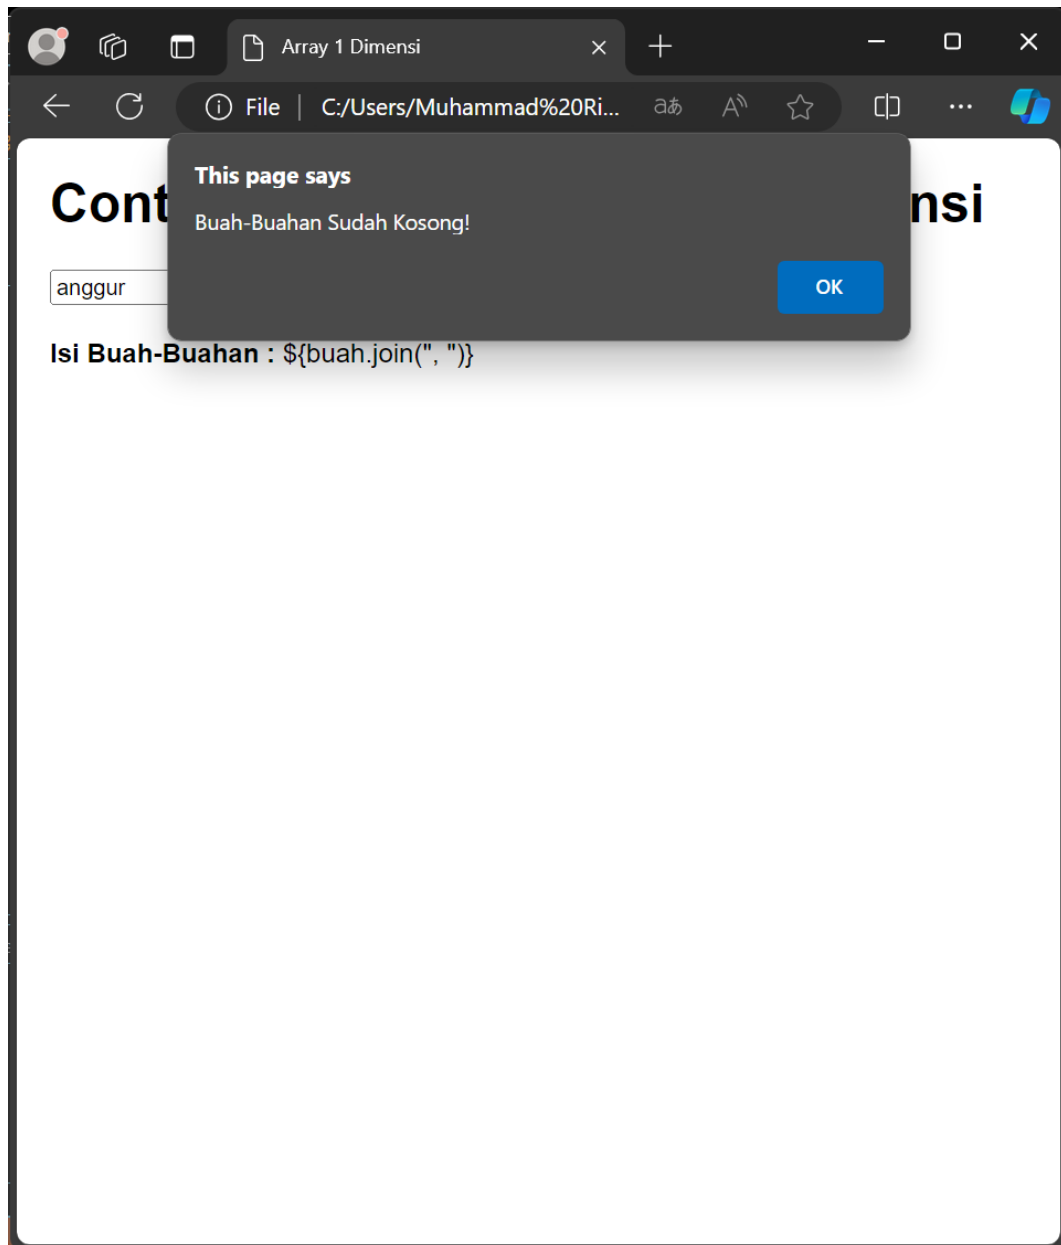 Array 1 Dimensi
File | C:/Users/Muhammad%20Ri...
This page says
Buah-Buahan Sudah Kosong!
OK
Cont nsi
anggur
Isi Buah-Buahan : ${buah.join(", ")}